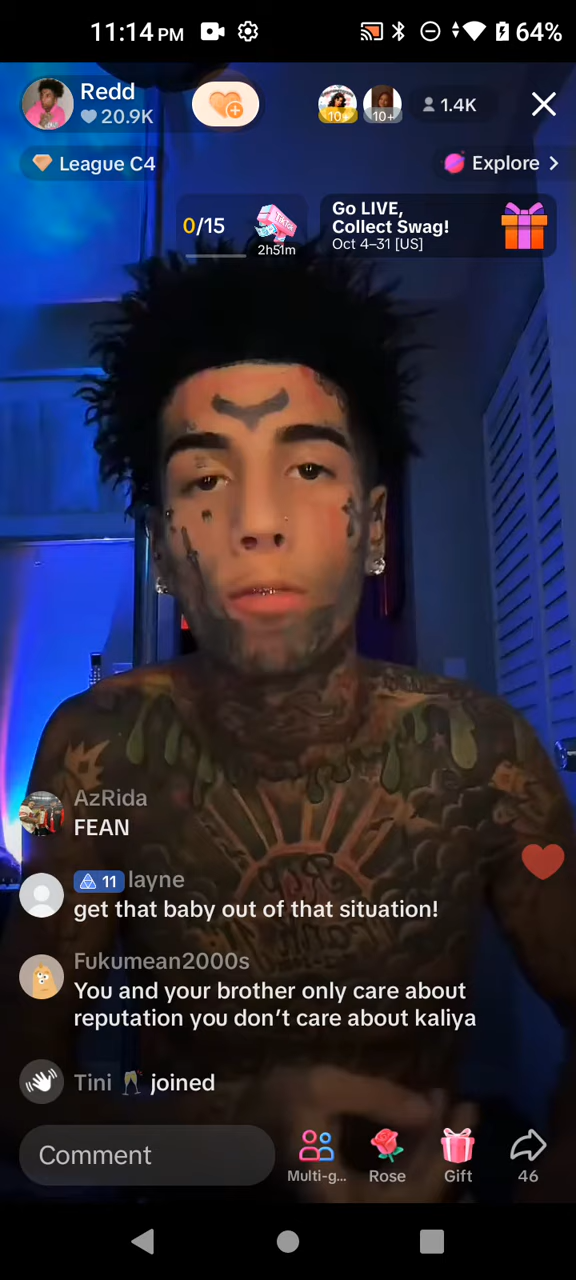 11:14 PM
64%
Redd
20.9K
10+
10+
1.4K
League C4
Explore >
0/15
TikTok
2h51m
Go LIVE,
Collect Swag!
Oct 4–31 [US]
AzRida
FEAN
11 layne
get that baby out of that situation!
Fukumean2000s
You and your brother only care about
reputation you don’t care about kaliya
Tini 🥂 joined
Comment
Multi-g...
Rose
Gift
46